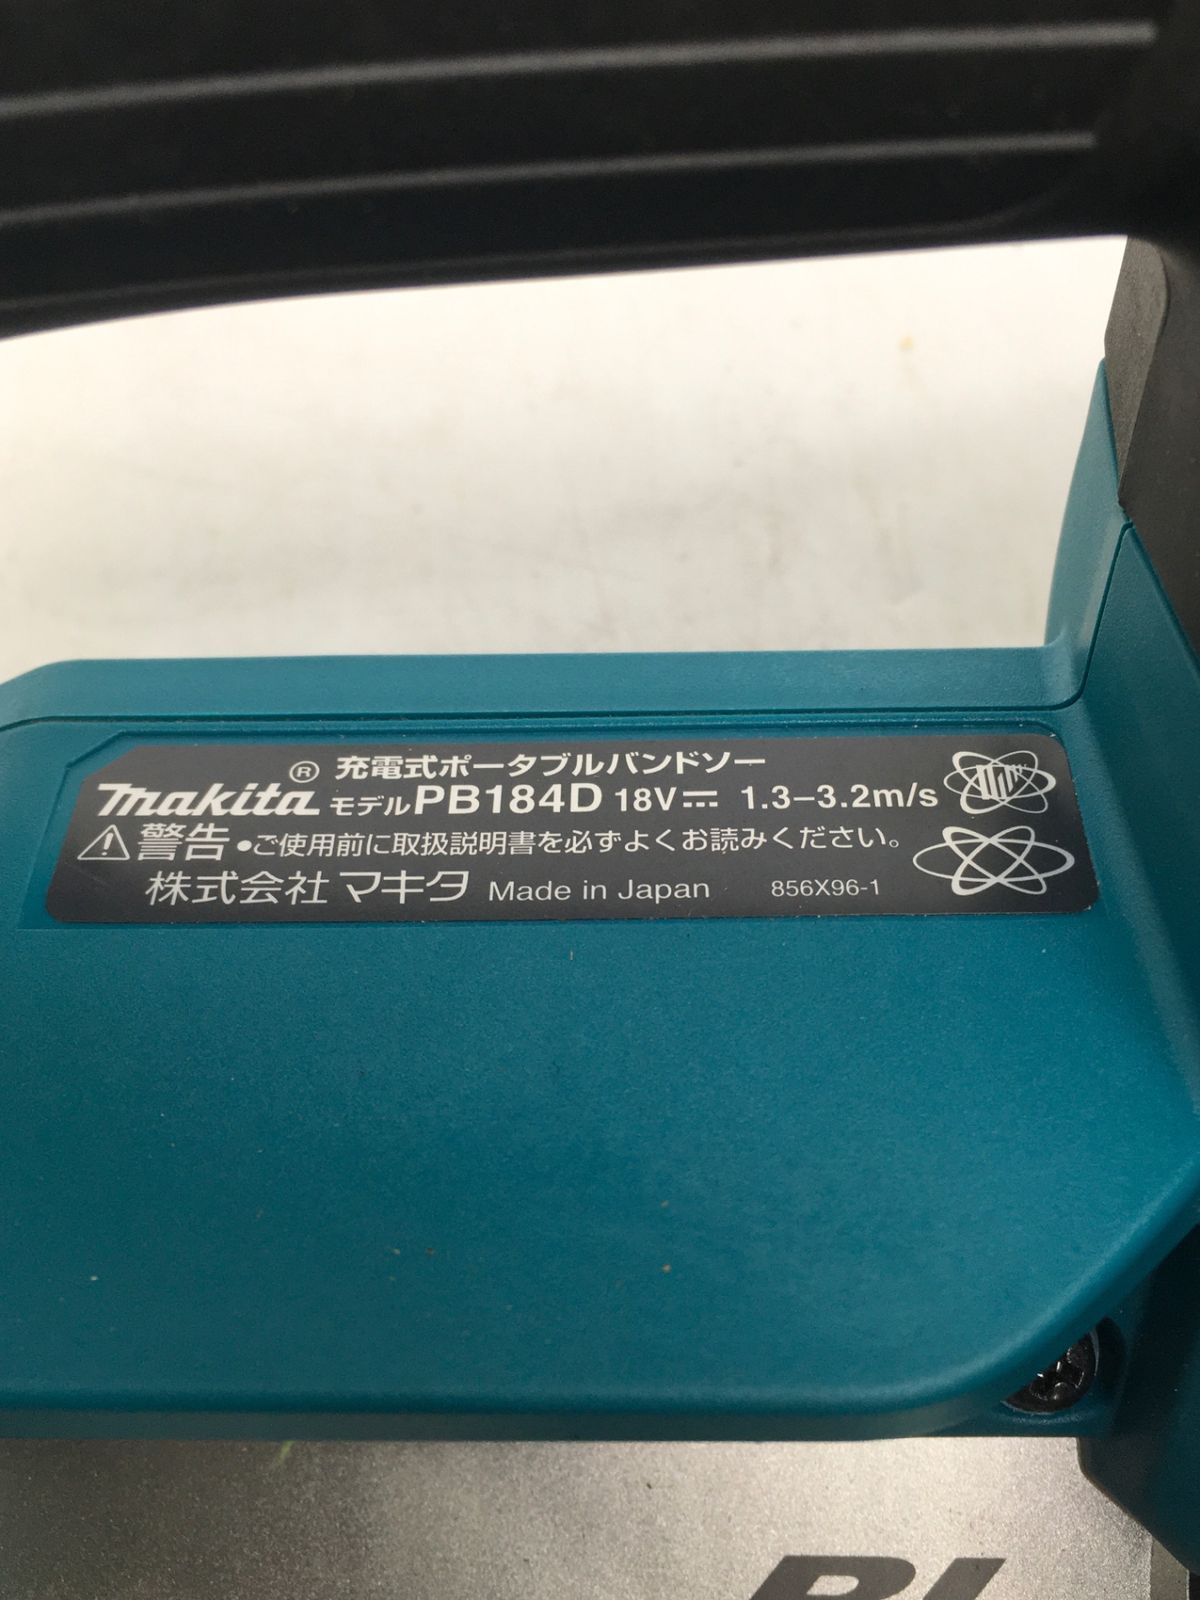 充電式ポータブルバンドソー
makita® モデルPB184D 18V⎓ 1.3–3.2m/s
⚠警告 •ご使用前に取扱説明書を必ずよくお読みください。
株式会社 マキタ Made in Japan 856X96-1